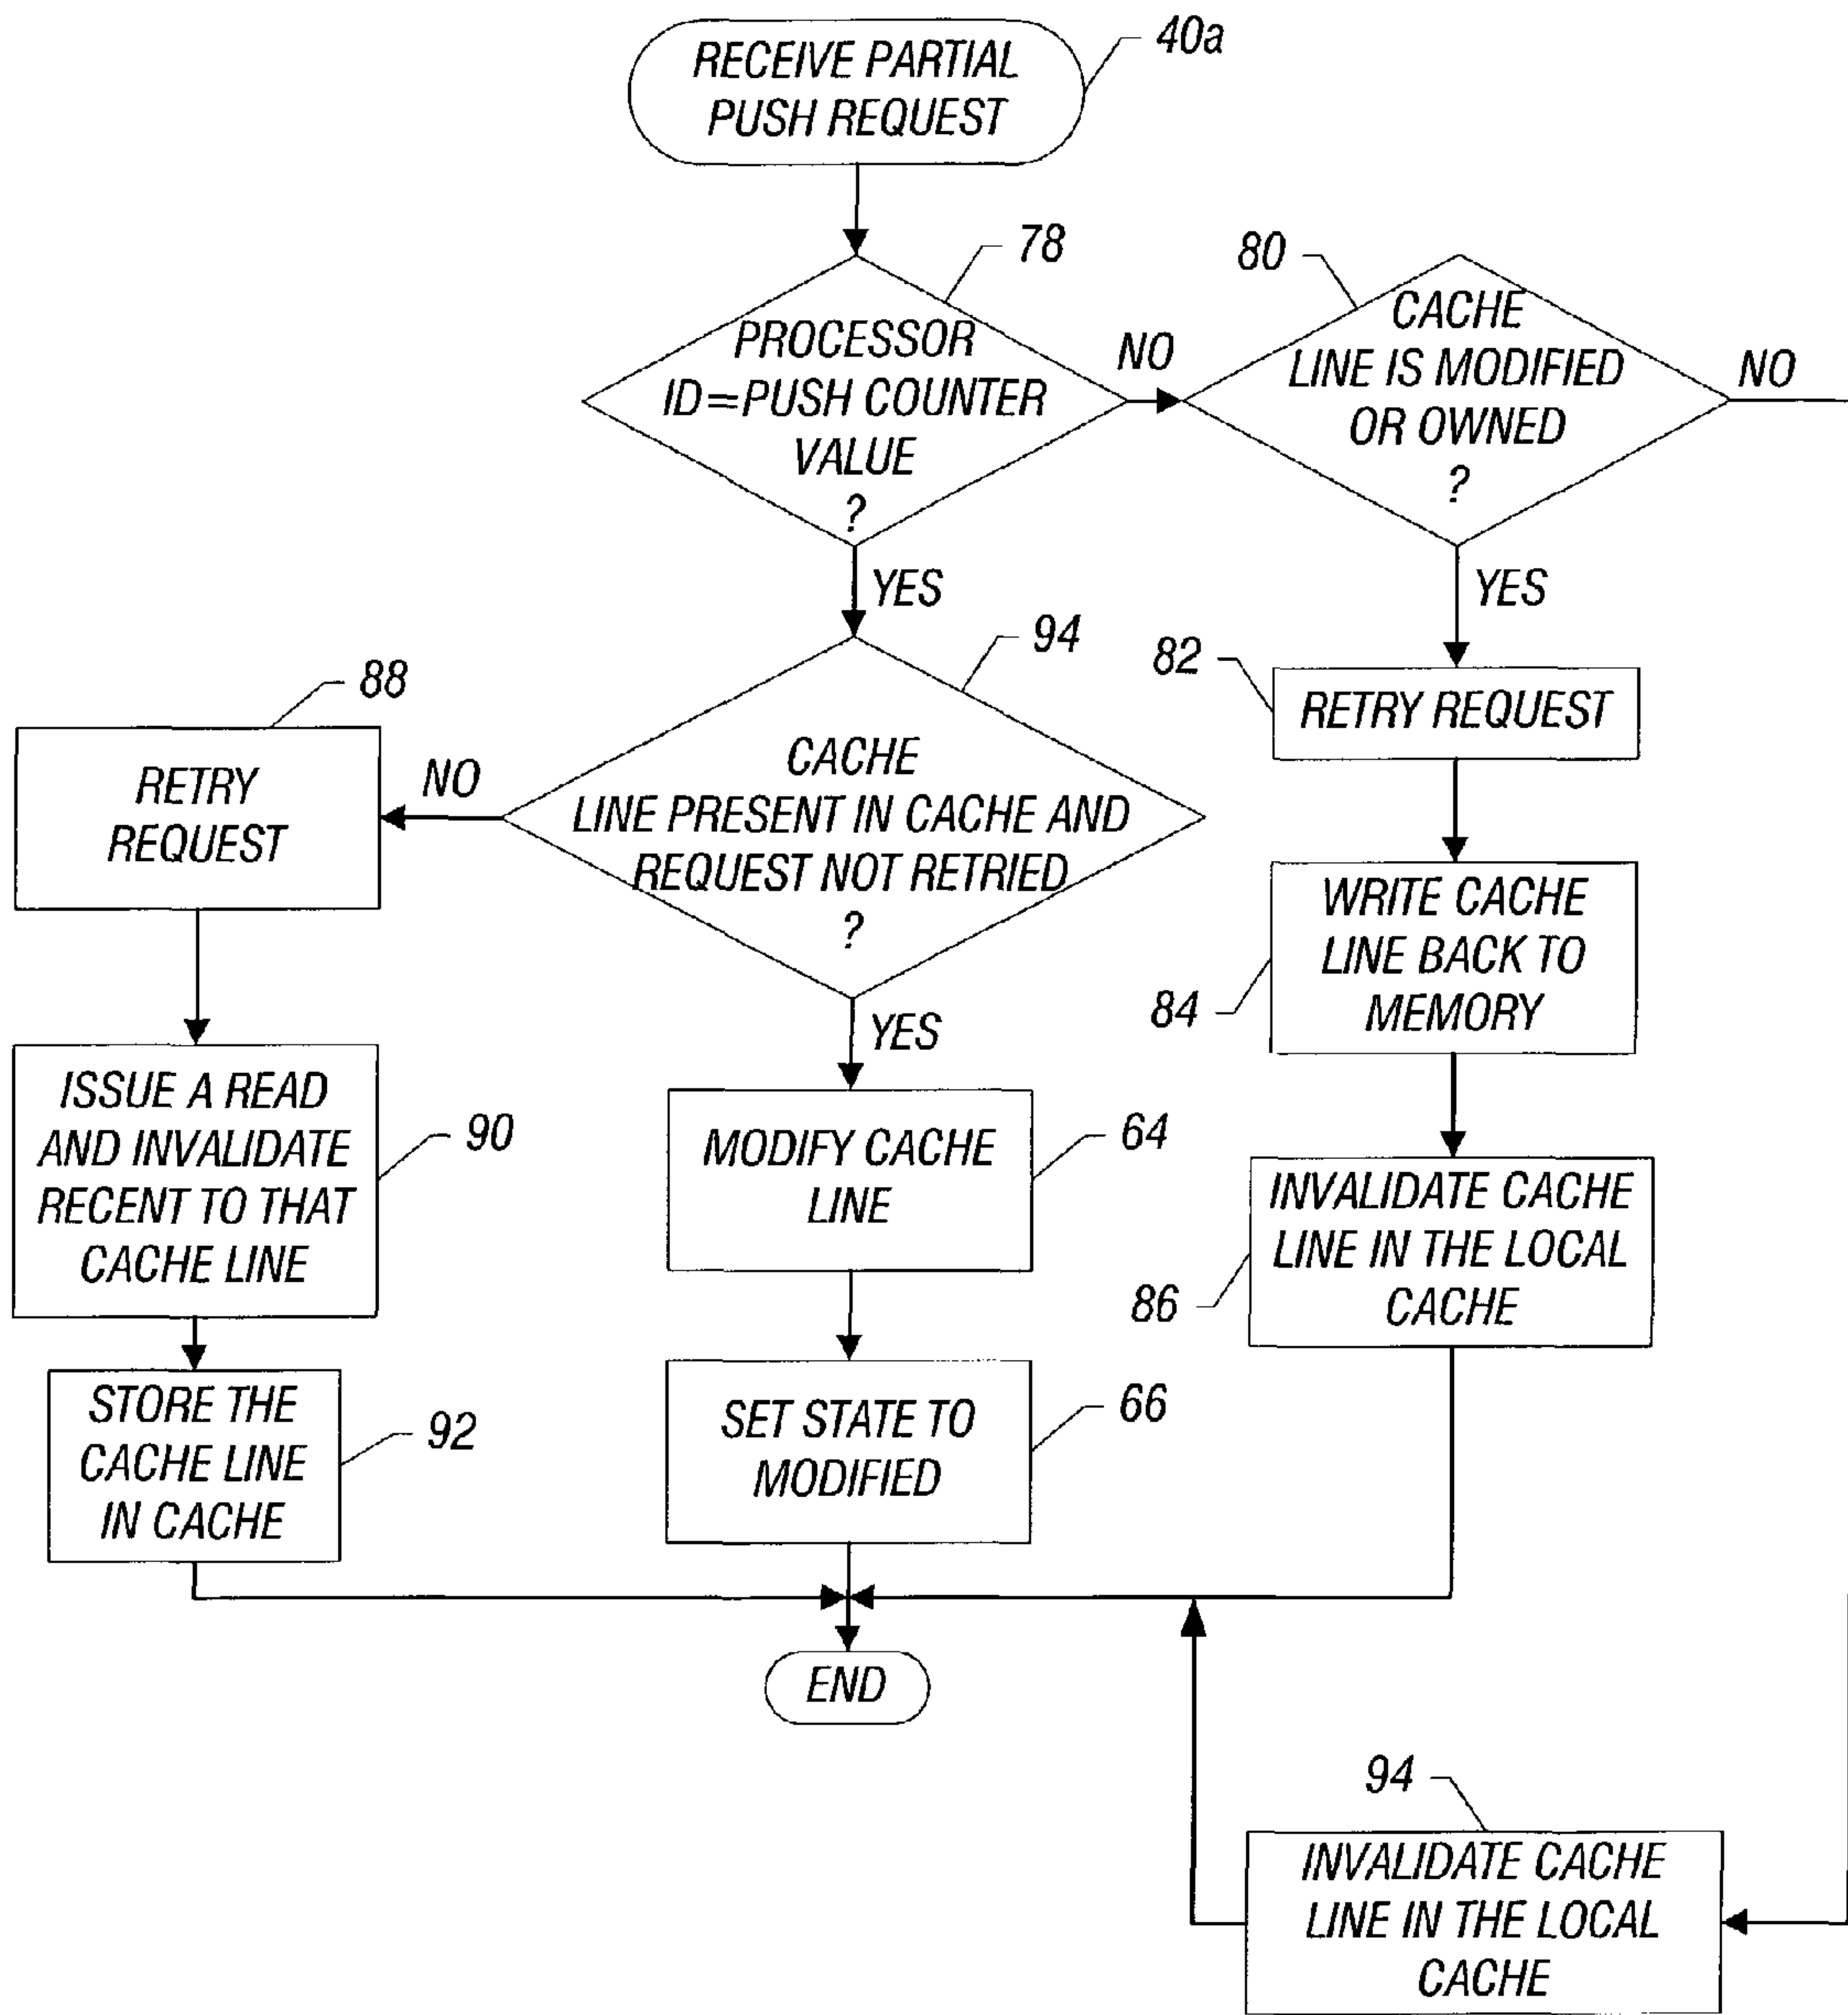 RECEIVE PARTIAL
PUSH REQUEST
40a
78
PROCESSOR
ID=PUSH COUNTER
VALUE
?
NO
80
CACHE
LINE IS MODIFIED
OR OWNED
?
NO
YES
YES
94
CACHE
LINE PRESENT IN CACHE AND
REQUEST NOT RETRIED
?
NO
88
RETRY
REQUEST
82
RETRY REQUEST
84
WRITE CACHE
LINE BACK TO
MEMORY
YES
90
ISSUE A READ
AND INVALIDATE
RECENT TO THAT
CACHE LINE
64
MODIFY CACHE
LINE
86
INVALIDATE CACHE
LINE IN THE LOCAL
CACHE
92
STORE THE
CACHE LINE
IN CACHE
66
SET STATE TO
MODIFIED
END
94
INVALIDATE CACHE
LINE IN THE LOCAL
CACHE